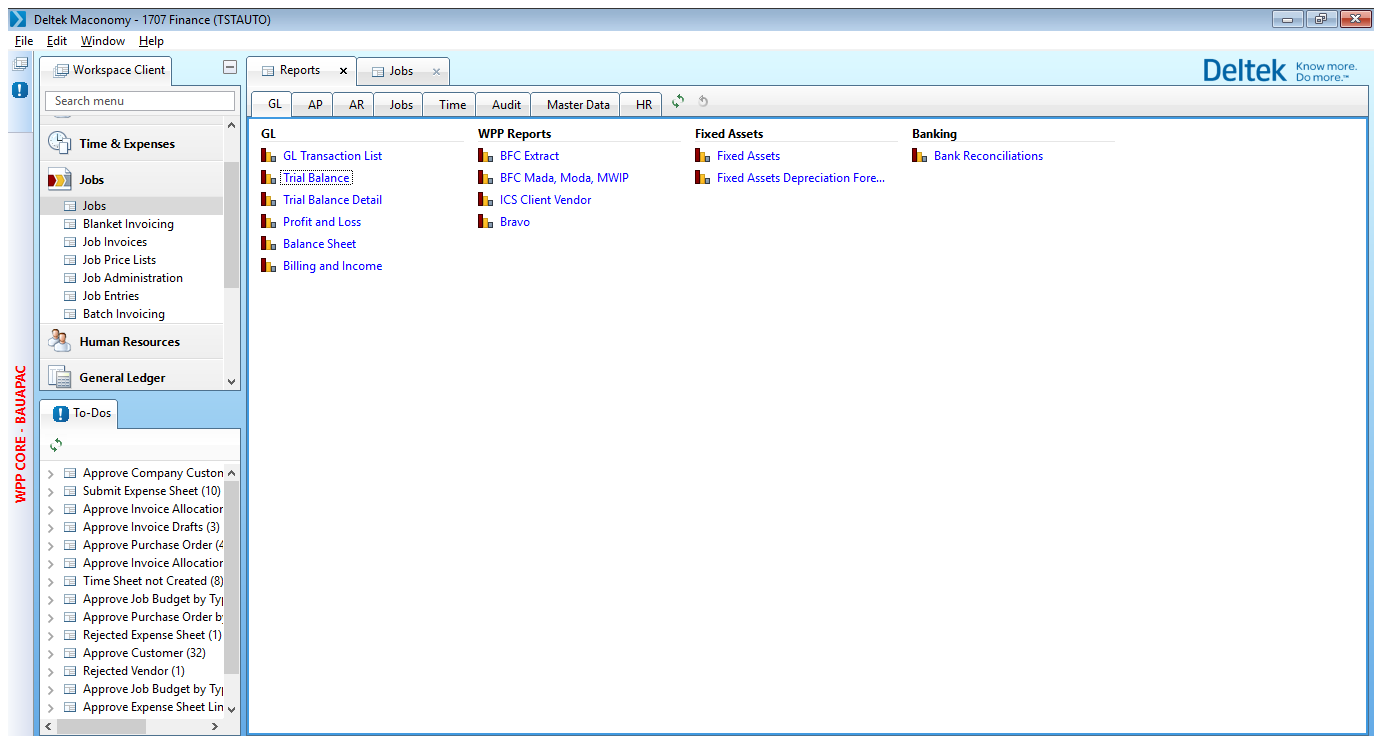 Deltek Maconomy - 1707 Finance (TSTAUTO)
File Edit Window Help
Workspace Client
Search menu
Time & Expenses
Jobs
Jobs
Blanket Invoicing
Job Invoices
Job Price Lists
Job Administration
Job Entries
Batch Invoicing
Human Resources
General Ledger
WPP CORE - BAUAPAC
To-Dos
Approve Company Custon
Submit Expense Sheet (10)
Approve Invoice Allocation
Approve Invoice Drafts (3)
Approve Purchase Order (4
Approve Invoice Allocation
Time Sheet not Created (8)
Approve Job Budget by Typ
Approve Purchase Order by
Rejected Expense Sheet (1)
Approve Customer (32)
Rejected Vendor (1)
Approve Job Budget by Typ
Approve Expense Sheet Lin
Reports Jobs
Deltek Know more.
Do more.™
GL AP AR Jobs Time Audit Master Data HR
GL
GL Transaction List
Trial Balance
Trial Balance Detail
Profit and Loss
Balance Sheet
Billing and Income
WPP Reports
BFC Extract
BFC Mada, Moda, MWIP
ICS Client Vendor
Bravo
Fixed Assets
Fixed Assets
Fixed Assets Depreciation Fore...
Banking
Bank Reconciliations